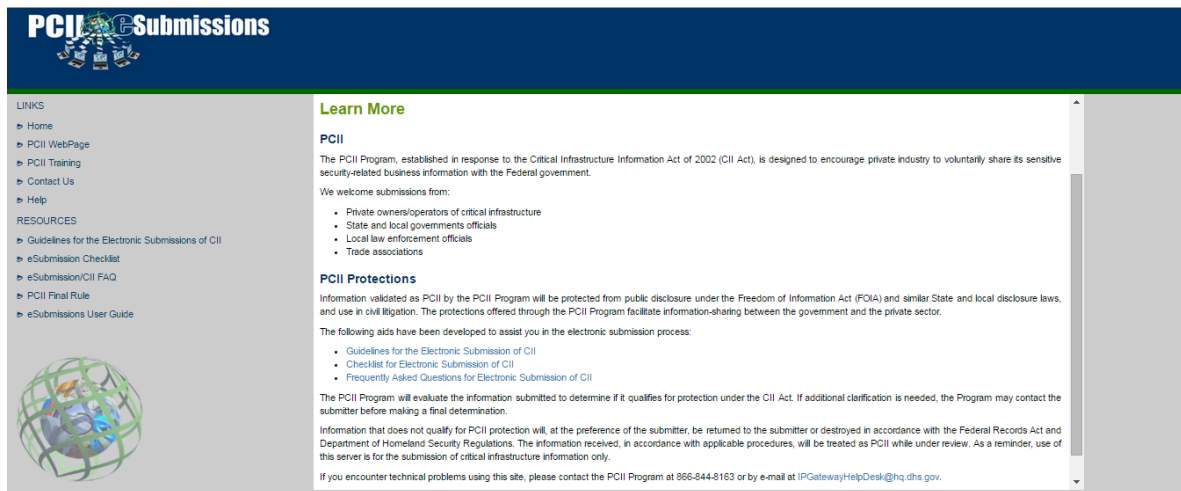 PCII eSubmissions
LINKS
Home
PCII WebPage
PCII Training
Contact Us
Help
RESOURCES
Guidelines for the Electronic Submissions of CII
eSubmission Checklist
eSubmission/CII FAQ
PCII Final Rule
eSubmissions User Guide
Learn More
PCII
The PCII Program, established in response to the Critical Infrastructure Information Act of 2002 (CII Act), is designed to encourage private industry to voluntarily share its sensitive
security-related business information with the Federal government.
We welcome submissions from:
Private owners/operators of critical infrastructure
State and local governments officials
Local law enforcement officials
Trade associations
PCII Protections
Information validated as PCII by the PCII Program will be protected from public disclosure under the Freedom of Information Act (FOIA) and similar State and local disclosure laws,
and use in civil litigation. The protections offered through the PCII Program facilitate information-sharing between the government and the private sector.
The following aids have been developed to assist you in the electronic submission process:
Guidelines for the Electronic Submission of CII
Checklist for Electronic Submission of CII
Frequently Asked Questions for Electronic Submission of CII
The PCII Program will evaluate the information submitted to determine if it qualifies for protection under the CII Act. If additional clarification is needed, the Program may contact the
submitter before making a final determination.
Information that does not qualify for PCII protection will, at the preference of the submitter, be returned to the submitter or destroyed in accordance with the Federal Records Act and
Department of Homeland Security Regulations. The information received, in accordance with applicable procedures, will be treated as PCII while under review. As a reminder, use of
this server is for the submission of critical infrastructure information only.
If you encounter technical problems using this site, please contact the PCII Program at 866-844-8163 or by e-mail at IPGatewayHelpDesk@hq.dhs.gov.